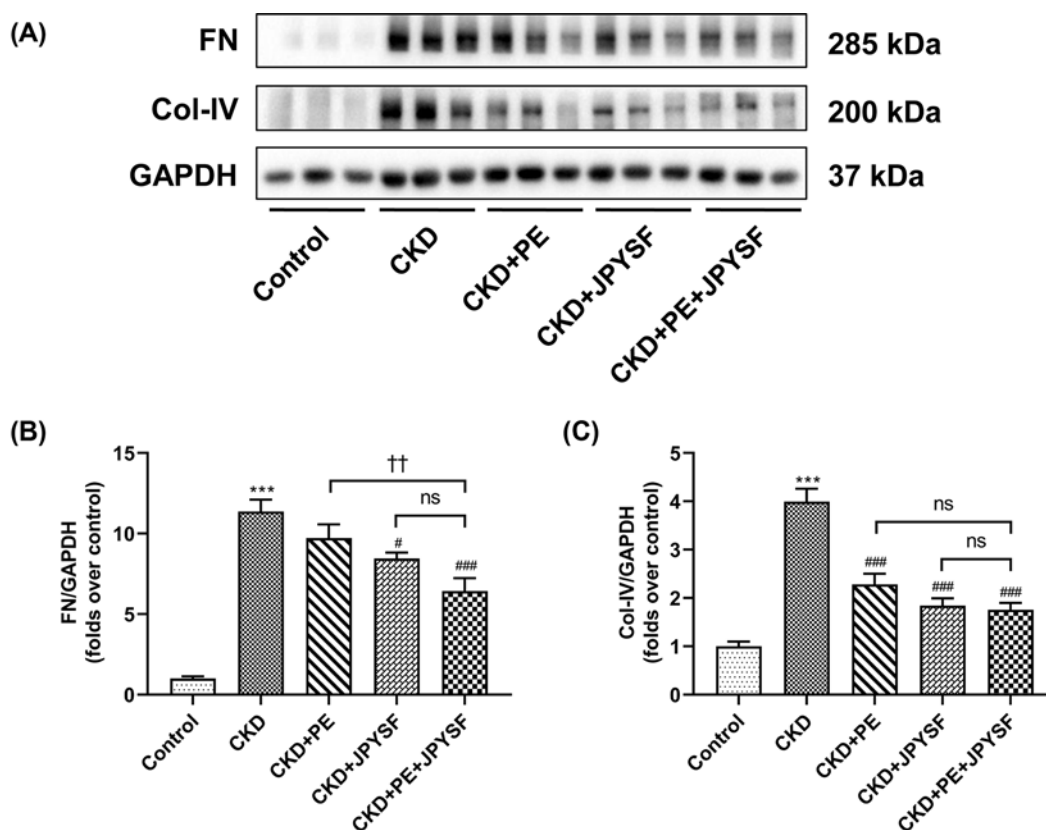 (A)
FN
285 kDa
Col-IV
200 kDa
GAPDH
37 kDa
Control
CKD
CKD+PE
CKD+JPYSF
CKD+PE+JPYSF
(B)
FN/GAPDH
(folds over control)
15
10
5
0
***
#
###
††
ns
Control
CKD
CKD+PE
CKD+JPYSF
CKD+PE+JPYSF
(C)
Col-IV/GAPDH
(folds over control)
5
4
3
2
1
0
***
###
###
###
ns
ns
Control
CKD
CKD+PE
CKD+JPYSF
CKD+PE+JPYSF